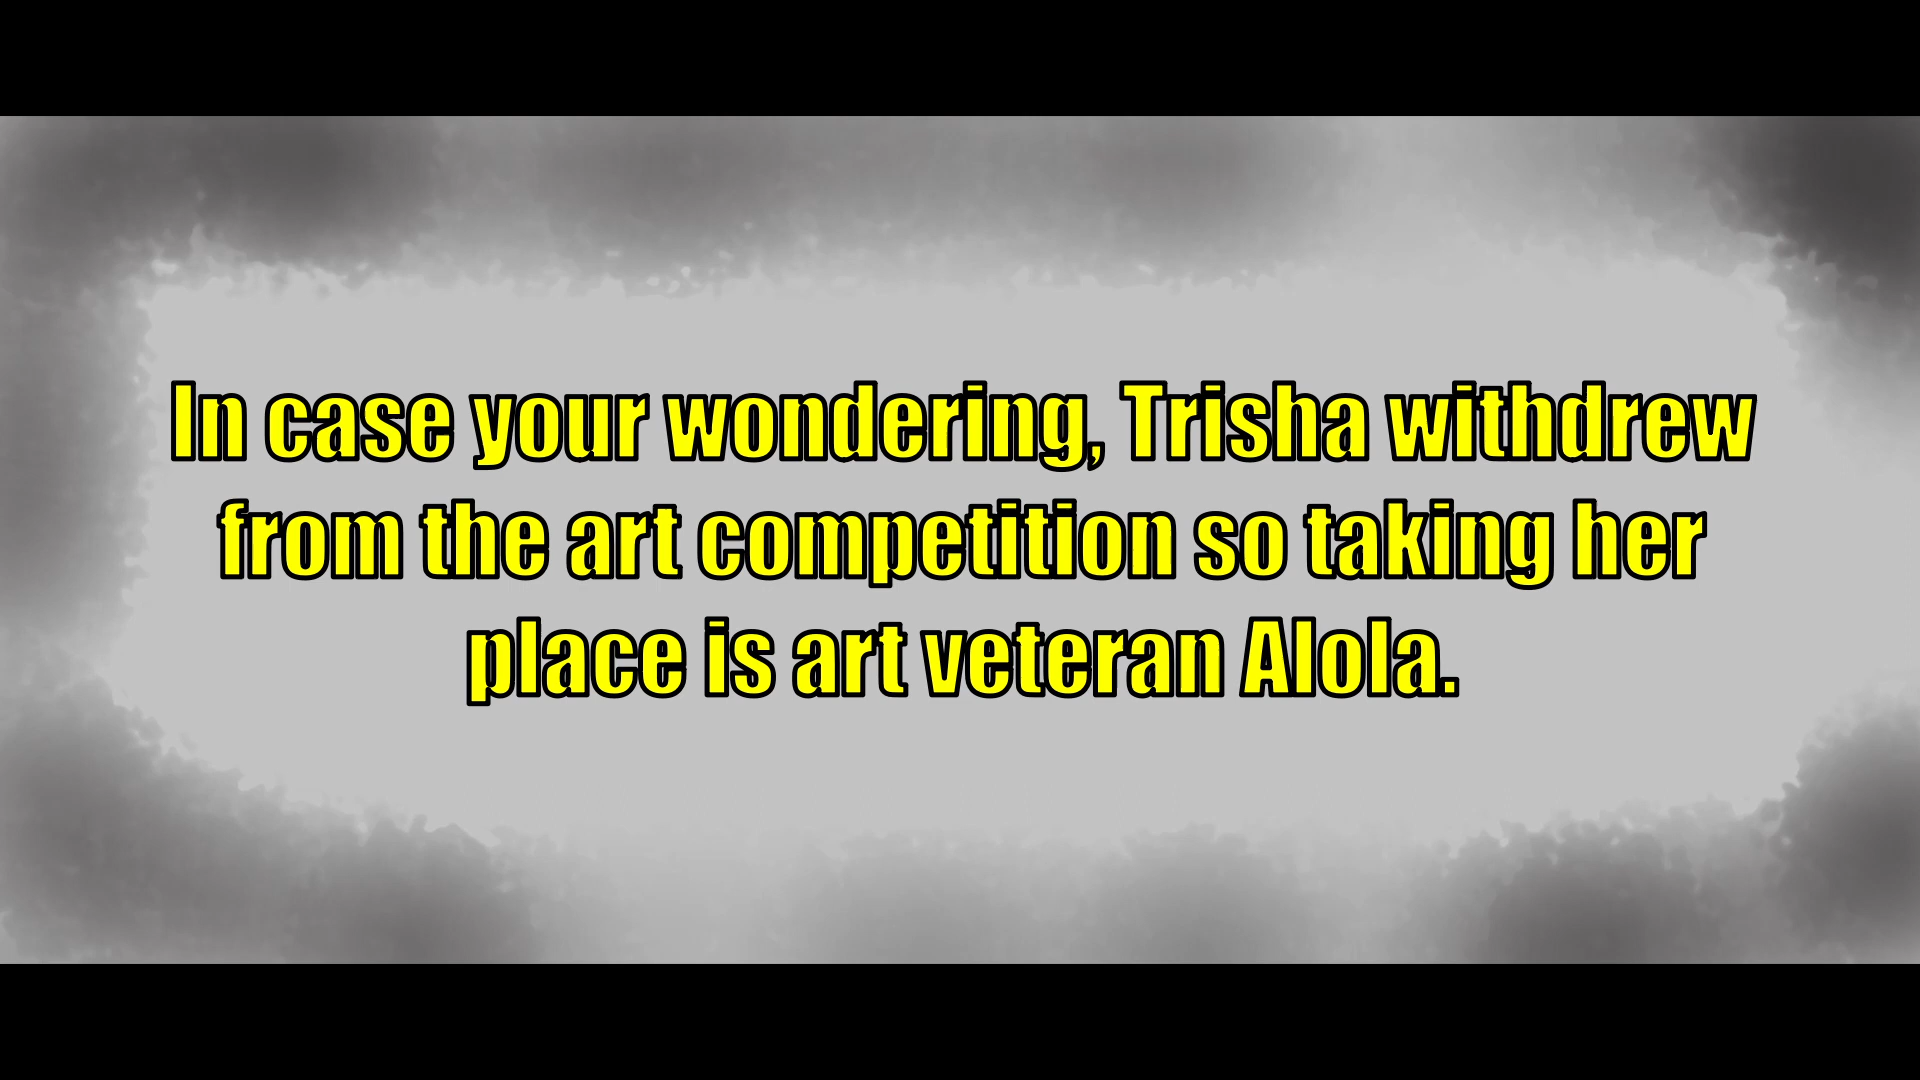 In case your wondering, Trisha withdrew
from the art competition so taking her
place is art veteran Alola.